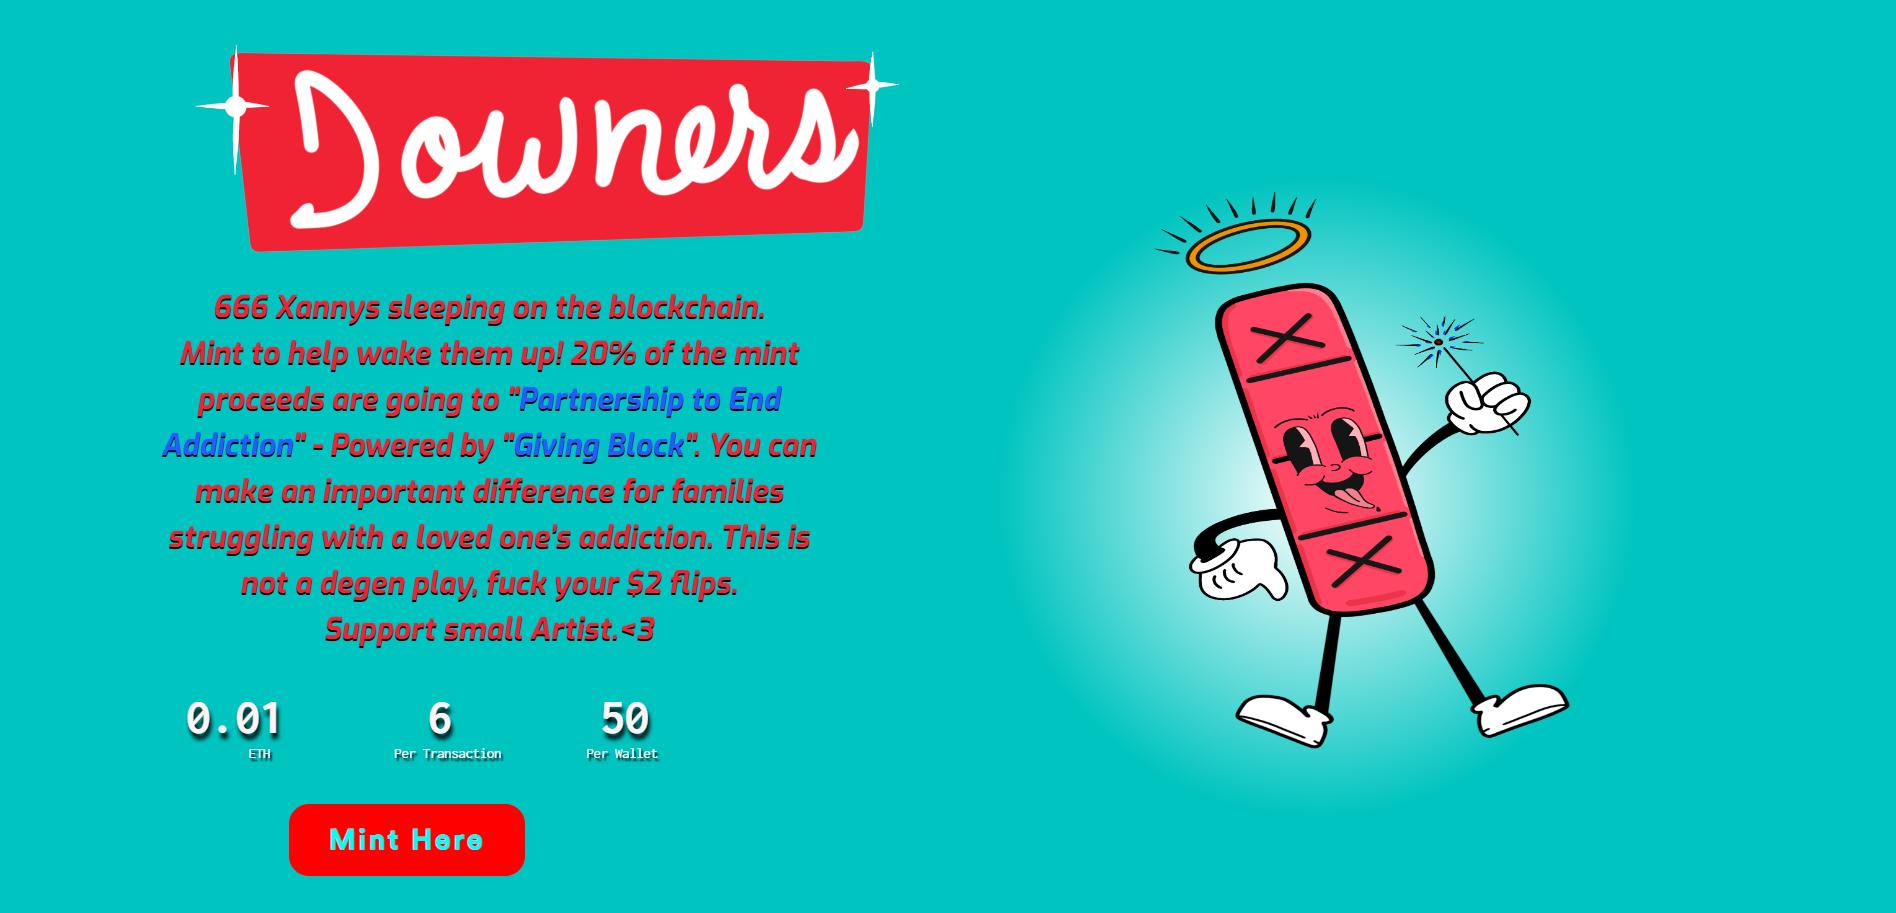 Downers
666 Xannys sleeping on the blockchain.
Mint to help wake them up! 20% of the mint
proceeds are going to "Partnership to End
Addiction" - Powered by "Giving Block". You can
make an important difference for families
struggling with a loved one's addiction. This is
not a degen play, fuck your $2 flips.
Support small Artist.<3
0.01 6 50
ETH Per Transaction Per Wallet
Mint Here